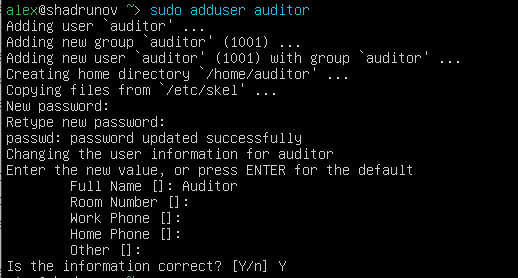 alex@shadrunov ~> sudo adduser auditor
Adding user `auditor' ...
Adding new group `auditor' (1001) ...
Adding new user `auditor' (1001) with group `auditor' ...
Creating home directory `/home/auditor' ...
Copying files from `/etc/skel' ...
New password:
Retype new password:
passwd: password updated successfully
Changing the user information for auditor
Enter the new value, or press ENTER for the default
        Full Name []: Auditor
        Room Number []:
        Work Phone []:
        Home Phone []:
        Other []:
Is the information correct? [Y/n] Y